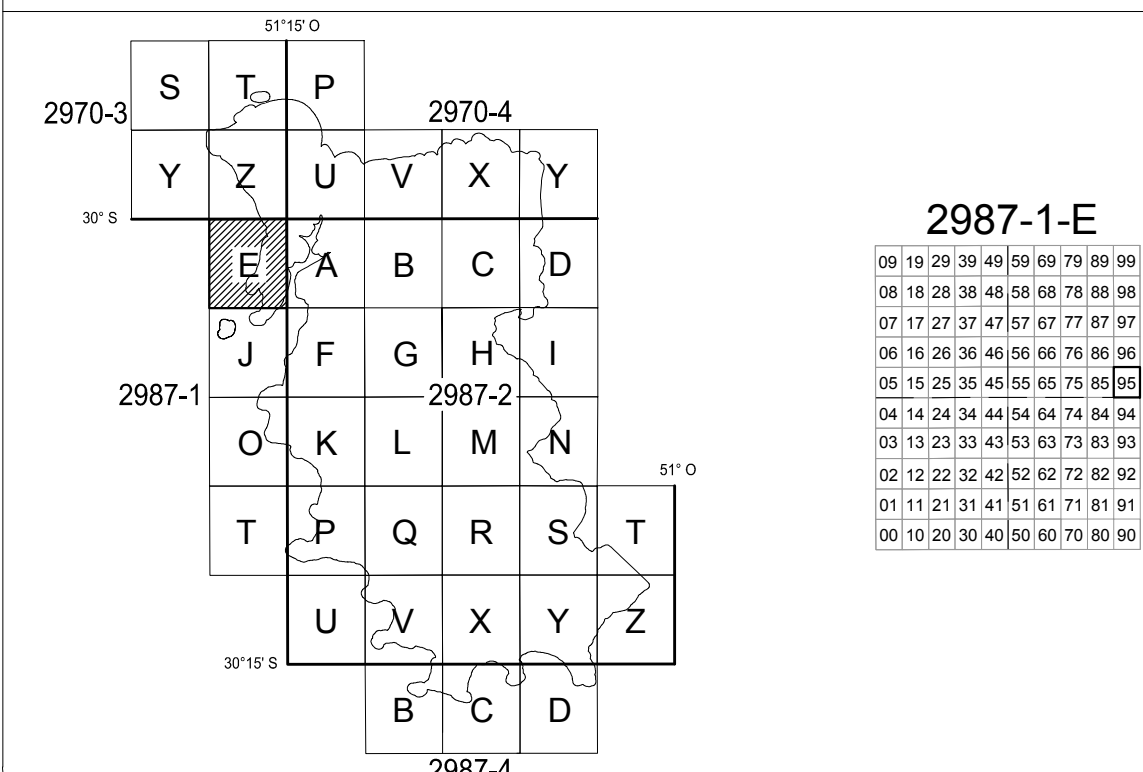 51°15' O
S T P
2970-3 2970-4
Y Z U V X Y
30° S
E A B C D
J F G H I
2987-1 2987-2
O K L M N
51° O
T P Q R S T
U V X Y Z
30°15' S
B C D
2987-4
2987-1-E
09 19 29 39 49 59 69 79 89 99
08 18 28 38 48 58 68 78 88 98
07 17 27 37 47 57 67 77 87 97
06 16 26 36 46 56 66 76 86 96
05 15 25 35 45 55 65 75 85 95
04 14 24 34 44 54 64 74 84 94
03 13 23 33 43 53 63 73 83 93
02 12 22 32 42 52 62 72 82 92
01 11 21 31 41 51 61 71 81 91
00 10 20 30 40 50 60 70 80 90